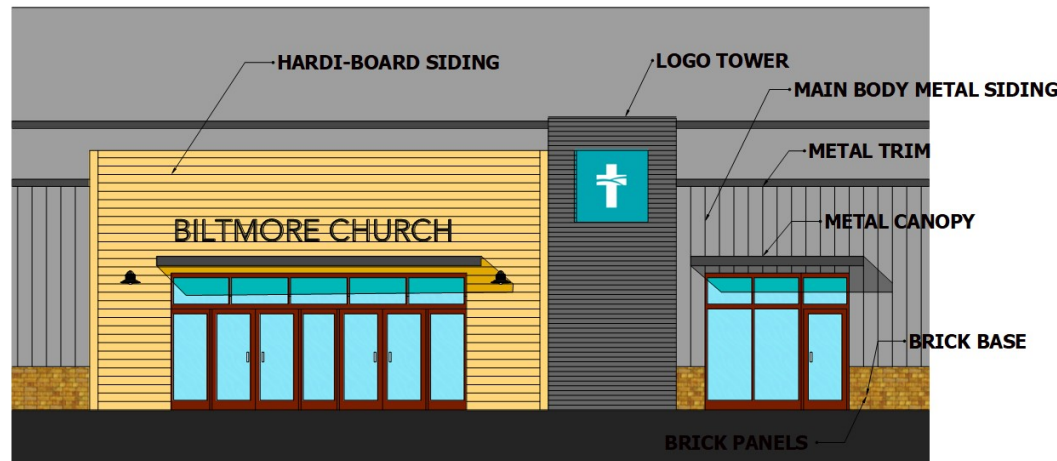 HARDI-BOARD SIDING
LOGO TOWER
MAIN BODY METAL SIDING
METAL TRIM
METAL CANOPY
BILTMORE CHURCH
BRICK BASE
BRICK PANELS